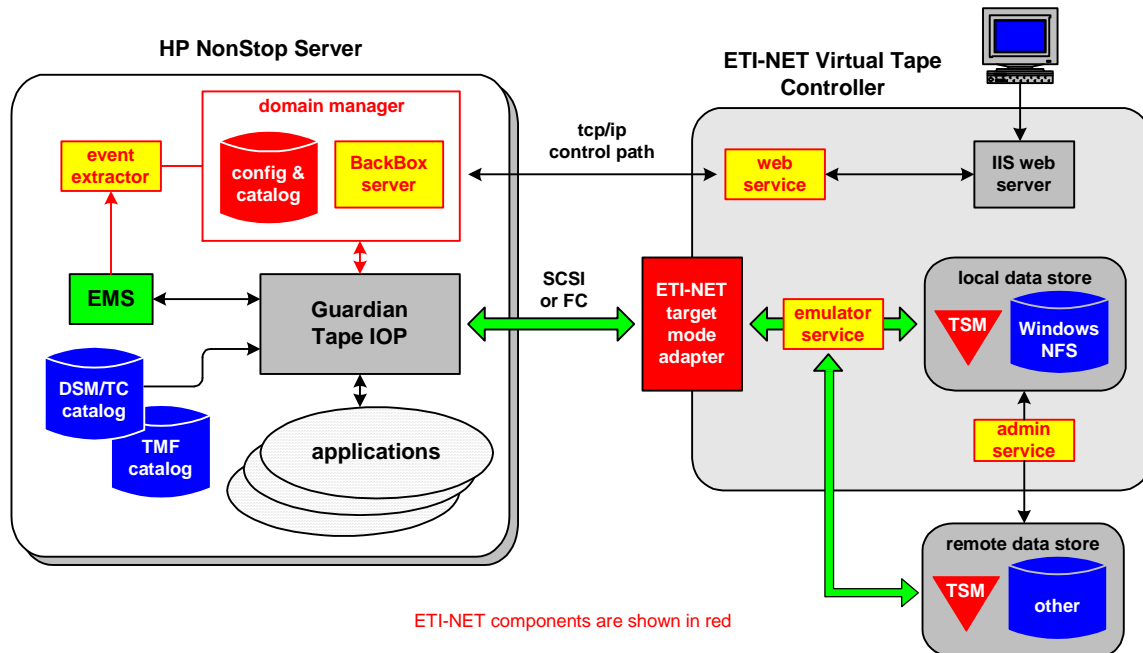 HP NonStop Server
ETI-NET Virtual Tape
Controller
domain manager
event
extractor
config &
catalog
BackBox
server
tcp/ip
control path
web
service
IIS web
server
EMS
Guardian
Tape IOP
SCSI
or FC
ETI-NET
target
mode
adapter
emulator
service
local data store
TSM
Windows
NFS
DSM/TC
catalog
TMF
catalog
applications
admin
service
remote data store
TSM
other
ETI-NET components are shown in red